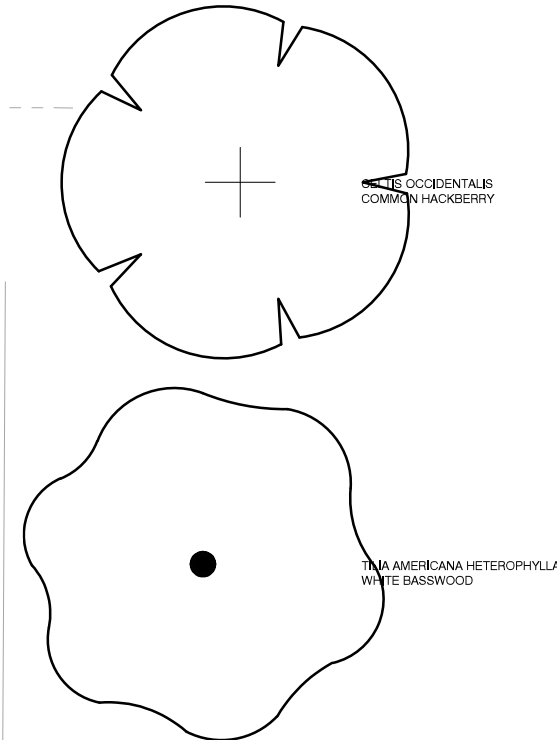 CELTIS OCCIDENTALIS
COMMON HACKBERRY
TILIA AMERICANA HETEROPHYLLA
WHITE BASSWOOD